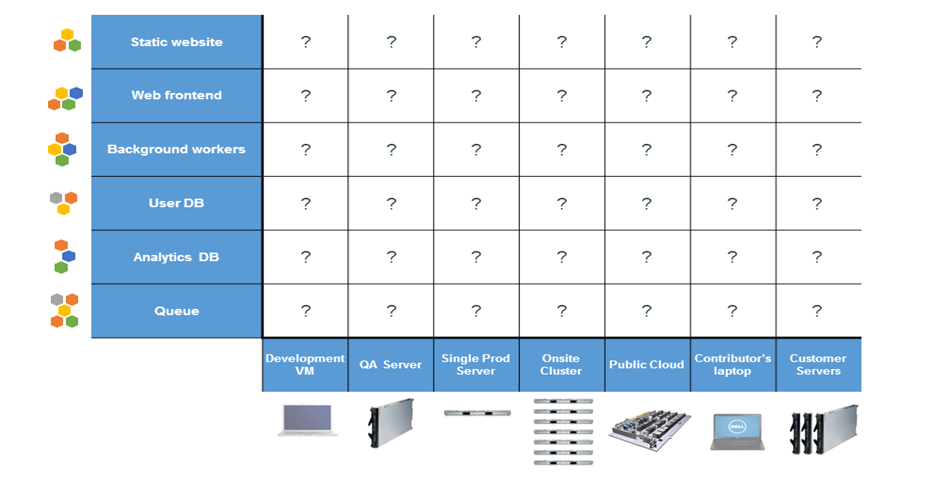 Static website ? ? ? ? ? ? ?
Web frontend ? ? ? ? ? ? ?
Background workers ? ? ? ? ? ? ?
User DB ? ? ? ? ? ? ?
Analytics DB ? ? ? ? ? ? ?
Queue ? ? ? ? ? ? ?
Development
VM
QA Server
Single Prod
Server
Onsite
Cluster
Public Cloud
Contributor's
laptop
Customer
Servers
DELL